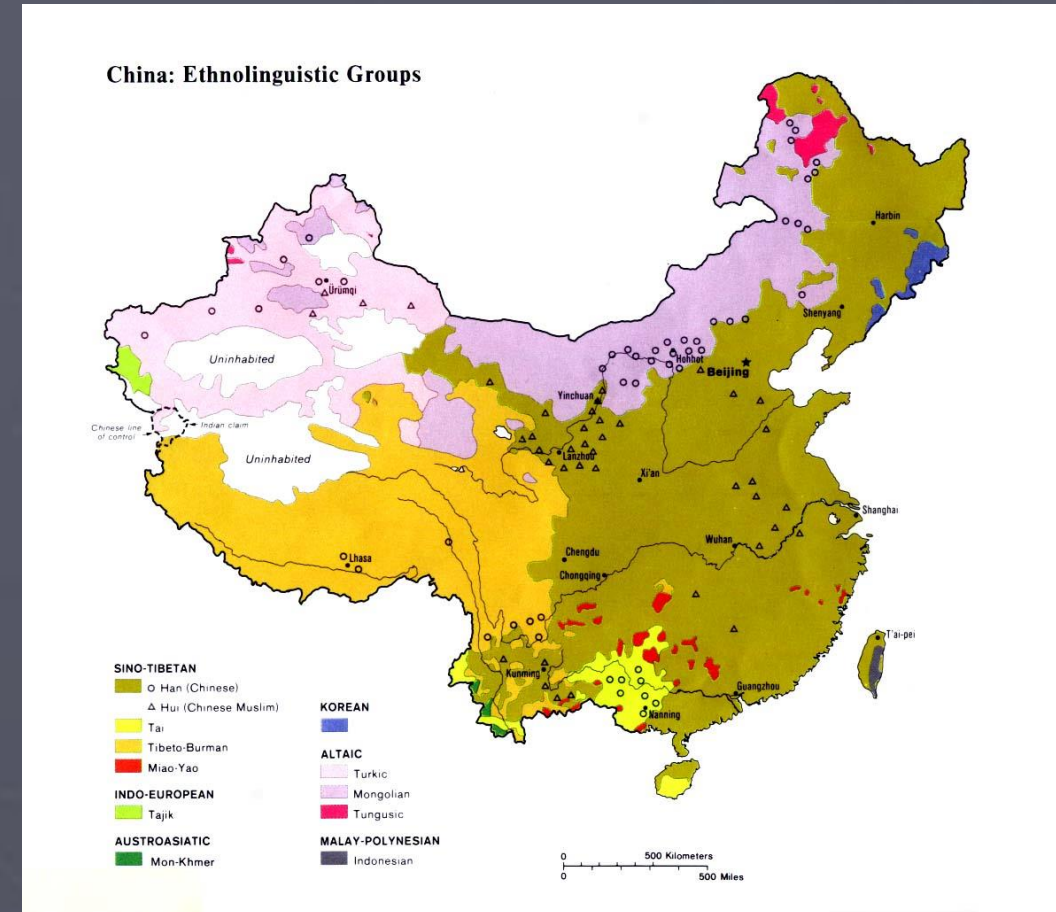 China: Ethnolinguistic Groups
Harbin
Ürümqi
Shenyang
Uninhabited
Hohhot
Beijing
Yinchuan
Chinese line
of control
Indian claim
Uninhabited
Lanzhou
Xi'an
Shanghai
Wuhan
Lhasa
Chengdu
Chongqing
T'ai-pei
Kunming
Guangzhou
Nanning
SINO-TIBETAN
Han (Chinese)
Hui (Chinese Muslim)
Tai
Tibeto-Burman
Miao-Yao
INDO-EUROPEAN
Tajik
AUSTROASIATIC
Mon-Khmer
KOREAN
ALTAIC
Turkic
Mongolian
Tungusic
MALAY-POLYNESIAN
Indonesian
0 500 Kilometers
0 500 Miles